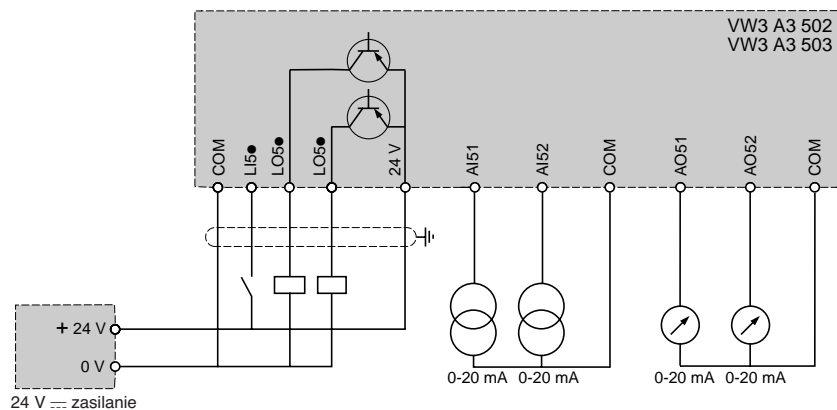 VW3 A3 502
VW3 A3 503
COM
LI5●
LO5●
LO5●
24 V
AI51
AI52
COM
AO51
AO52
COM
+ 24 V
0 V
0-20 mA
0-20 mA
0-20 mA
0-20 mA
24 V ⎓ zasilanie